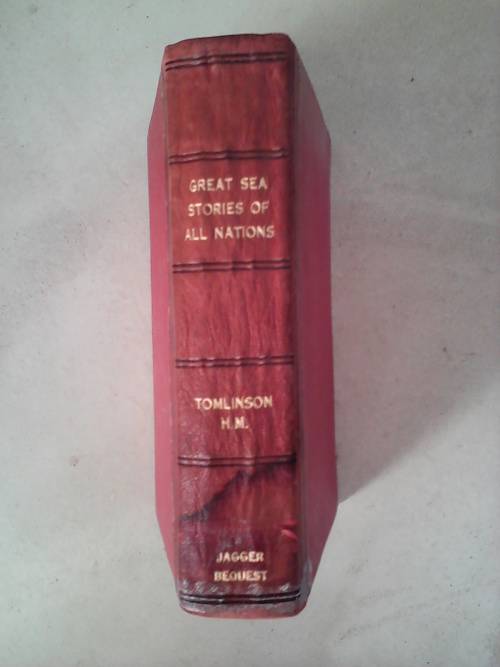 GREAT SEA
STORIES OF
ALL NATIONS
TOMLINSON
H.M.
JAGGER
BEQUEST